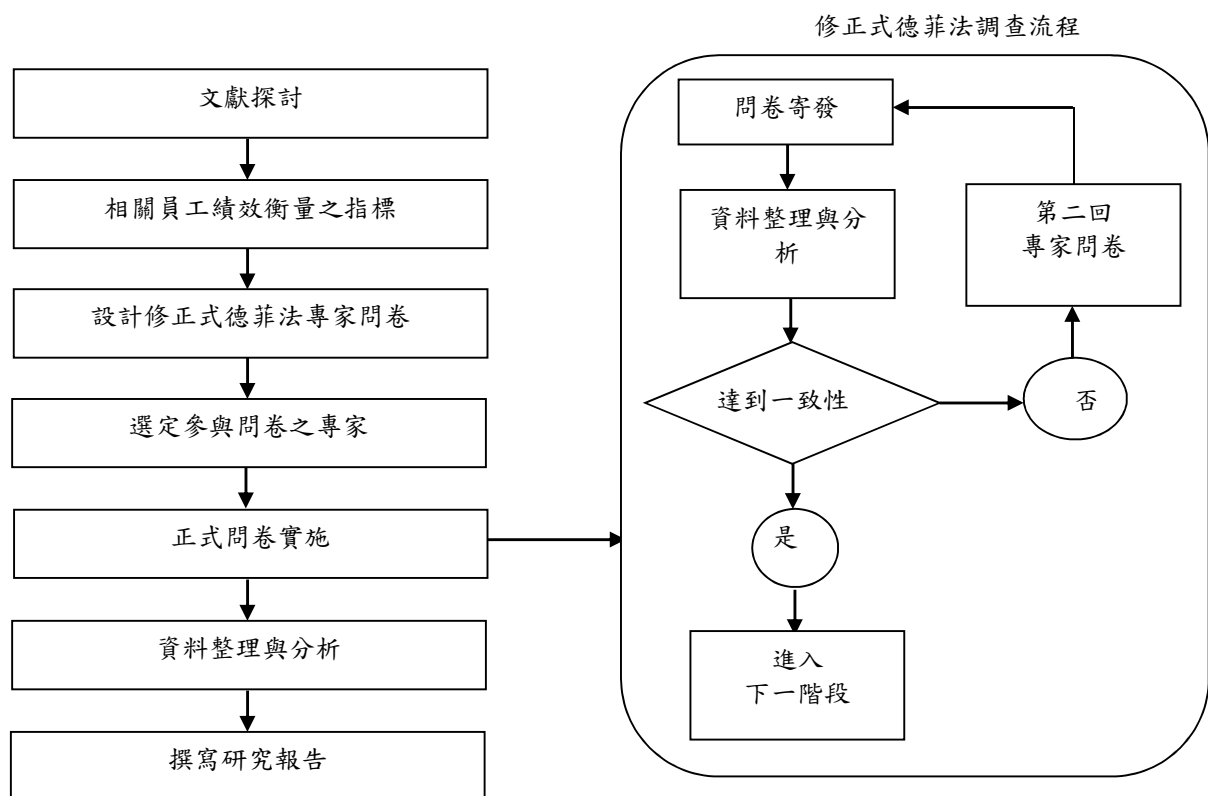 修正式德菲法調查流程
文獻探討
相關員工績效衡量之指標
設計修正式德菲法專家問卷
選定參與問卷之專家
正式問卷實施
資料整理與分析
撰寫研究報告
問卷寄發
資料整理與分
析
達到一致性
否
第二回
專家問卷
是
進入
下一階段